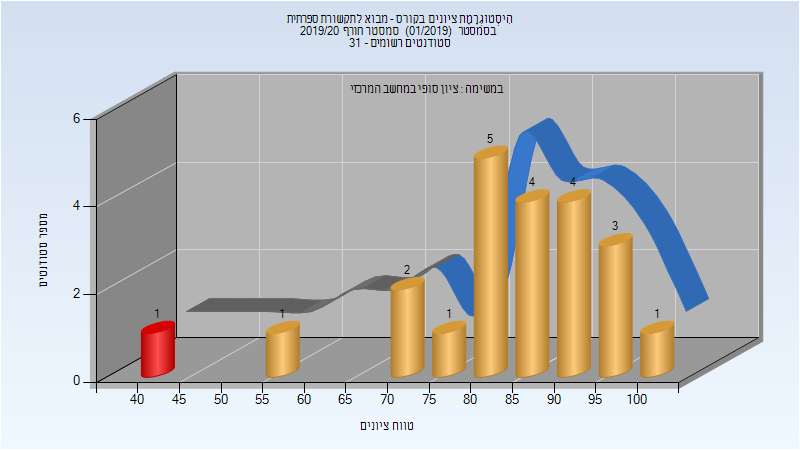 היסטוגרמת ציונים בקורס - מבוא לתקשורת ספרתית
בסמסטר (01/2019) סמסטר חורף 2019/20
סטודנטים רשומים - 31
במשימה : ציון סופי במחשב המרכזי
מספר סטודנטים
6
4
2
0
1
1
2
1
5
4
4
3
1
40 45 50 55 60 65 70 75 80 85 90 95 100
טווח ציונים